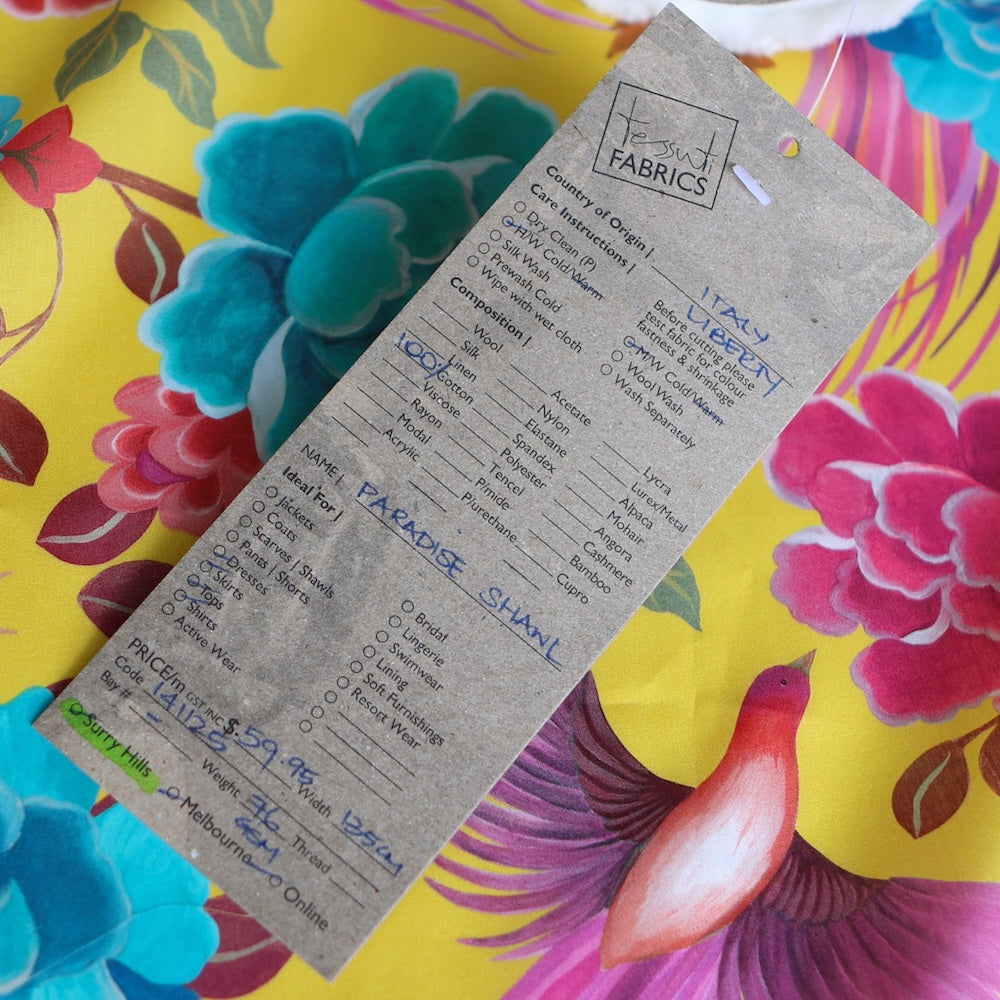 tessuti
FABRICS
Country of Origin | ITALY
LIBERTY
Care Instructions |
Dry Clean (P)
H/W Cold/Warm
Silk Wash
Prewash Cold
Wipe with wet cloth
Before cutting please
test fabric for colour
fastness & shrinkage
M/W Cold/Warm
Wool Wash
Wash Separately
Composition |
Wool
Silk
Linen
100% Cotton
Viscose
Rayon
Modal
Acrylic
Acetate
Nylon
Elastane
Spandex
Polyester
Tencel
P/mide
P/urethane
Lycra
Lurex/Metal
Alpaca
Mohair
Angora
Cashmere
Bamboo
Cupro
NAME | PARADISE SHAWL
Ideal For |
Jackets
Coats
Scarves | Shawls
Pants | Shorts
Dresses
Skirts
Tops
Shirts
Active Wear
Bridal
Lingerie
Swimwear
Lining
Soft Furnishings
Resort Wear
PRICE/m GST INC $ 59.95
Code 141125 Width 135cm
Bay # - Weight 76 GSM Thread
Surry Hills Melbourne Online